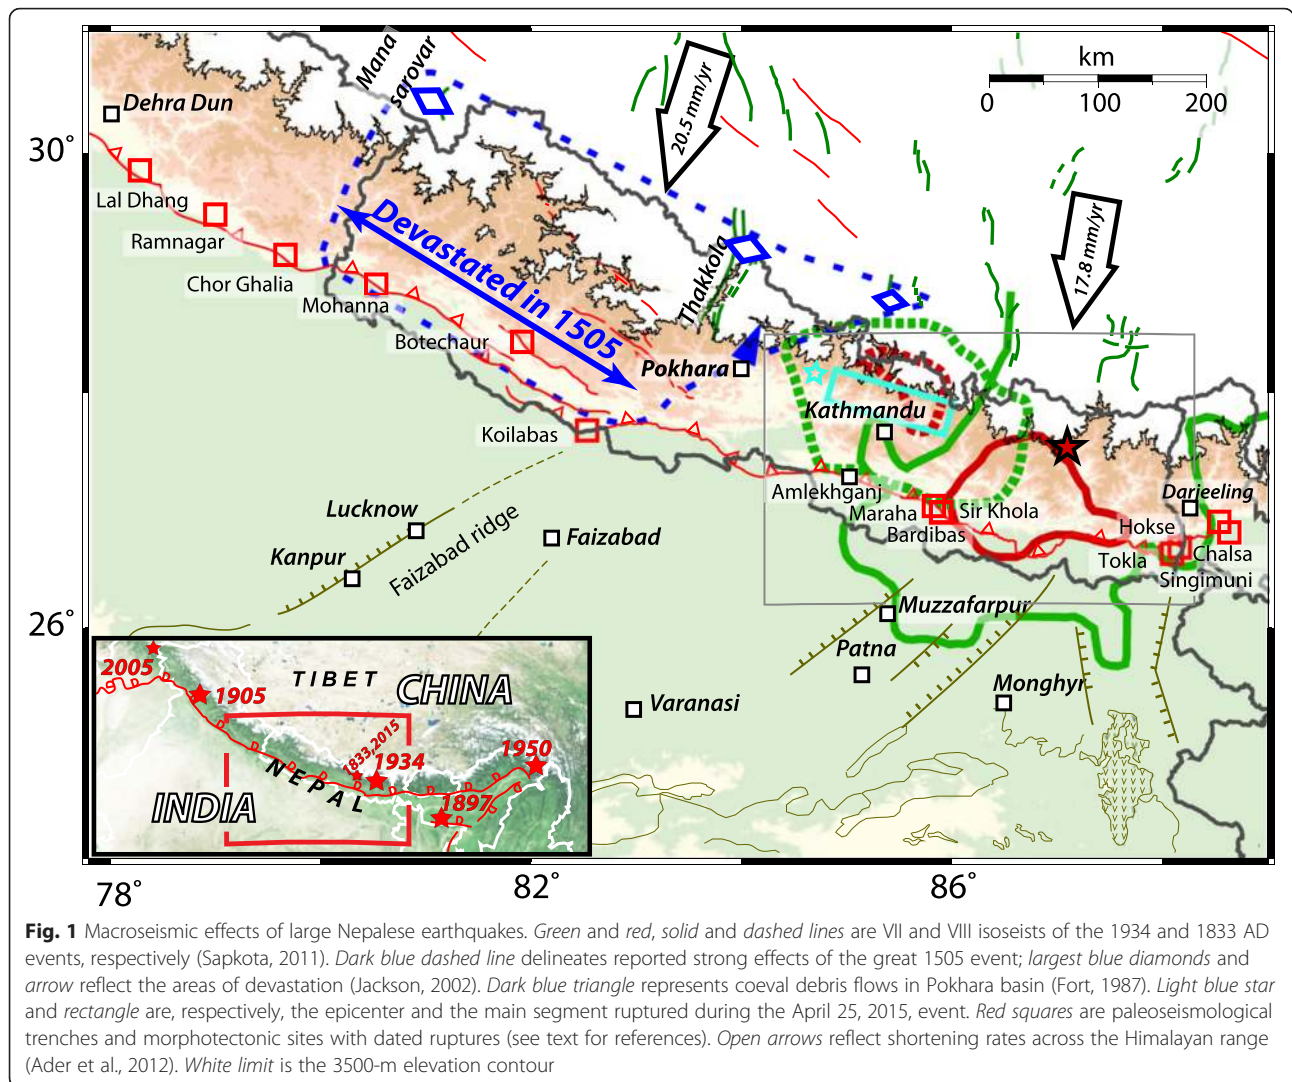 km
0 100 200
Mana
sarovar
Dehra Dun
20.5 mm/yr
30°
17.8 mm/yr
Lal Dhang
Ramnagar
Chor Ghalia
Mohanna
Devastated in 1505
Thakkola
Botechaur
Pokhara
Kathmandu
Koilabas
Amlekhganj
Maraha
Sir Khola
Bardibas
Darjeeling
Hokse
Chalsa
Tokla
Singimuni
Lucknow
Kanpur
Faizabad ridge
Faizabad
26°
Muzzafarpur
Patna
Monghyr
Varanasi
2005
1905
TIBET
CHINA
1833,2015
1934
1950
NEPAL
INDIA
1897
78° 82° 86°
Fig. 1 Macroseismic effects of large Nepalese earthquakes. Green and red, solid and dashed lines are VII and VIII isoseists of the 1934 and 1833 AD
events, respectively (Sapkota, 2011). Dark blue dashed line delineates reported strong effects of the great 1505 event; largest blue diamonds and
arrow reflect the areas of devastation (Jackson, 2002). Dark blue triangle represents coeval debris flows in Pokhara basin (Fort, 1987). Light blue star
and rectangle are, respectively, the epicenter and the main segment ruptured during the April 25, 2015, event. Red squares are paleoseismological
trenches and morphotectonic sites with dated ruptures (see text for references). Open arrows reflect shortening rates across the Himalayan range
(Ader et al., 2012). White limit is the 3500-m elevation contour